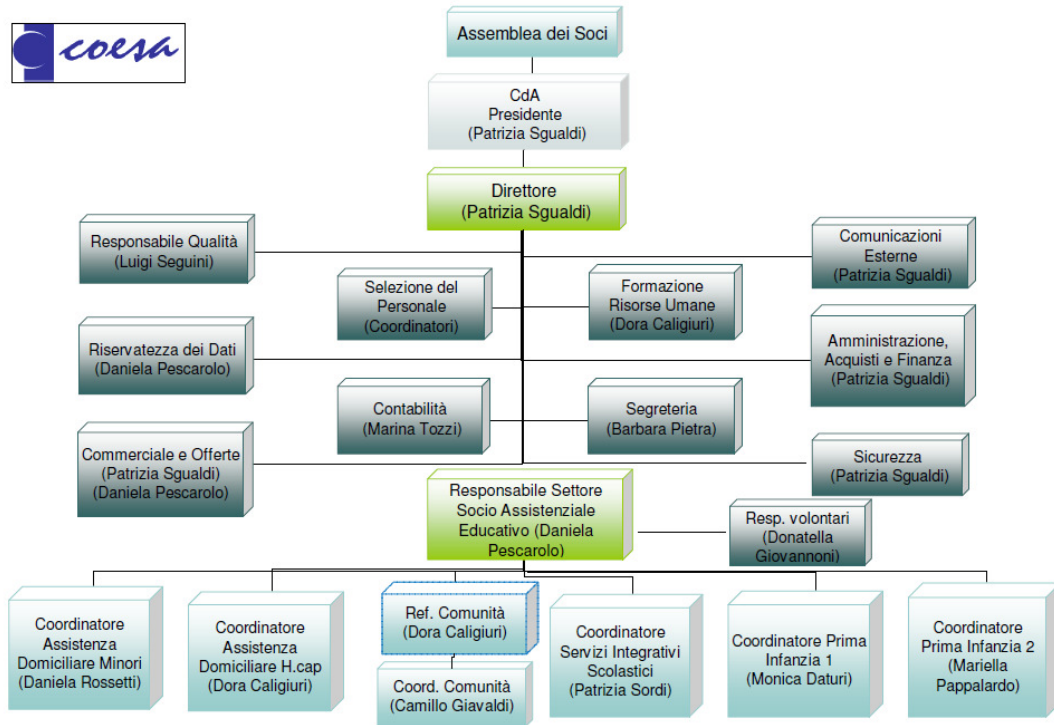 coesa
Assemblea dei Soci
CdA
Presidente
(Patrizia Sgualdi)
Direttore
(Patrizia Sgualdi)
Responsabile Qualità
(Luigi Seguini)
Comunicazioni
Esterne
(Patrizia Sgualdi)
Selezione del
Personale
(Coordinatori)
Formazione
Risorse Umane
(Dora Caligiuri)
Riservatezza dei Dati
(Daniela Pescarolo)
Amministrazione,
Acquisti e Finanza
(Patrizia Sgualdi)
Contabilità
(Marina Tozzi)
Segreteria
(Barbara Pietra)
Commerciale e Offerte
(Patrizia Sgualdi)
(Daniela Pescarolo)
Sicurezza
(Patrizia Sgualdi)
Responsabile Settore
Socio Assistenziale
Educativo (Daniela
Pescarolo)
Resp. volontari
(Donatella
Giovannoni)
Coordinatore
Assistenza
Domiciliare Minori
(Daniela Rossetti)
Coordinatore
Assistenza
Domiciliare H.cap
(Dora Caligiuri)
Ref. Comunità
(Dora Caligiuri)
Coord. Comunità
(Camillo Giavaldi)
Coordinatore
Servizi Integrativi
Scolastici
(Patrizia Sordi)
Coordinatore Prima
Infanzia 1
(Monica Daturi)
Coordinatore
Prima Infanzia 2
(Mariella
Pappalardo)